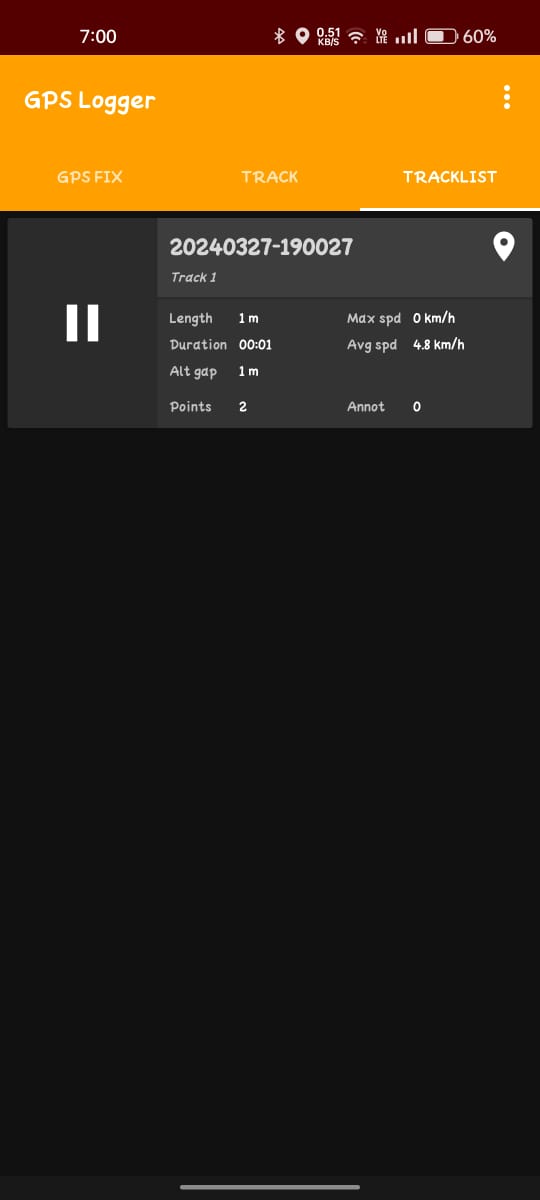 7:00 0.51 KB/S Vo LTE 60%
GPS Logger
GPS FIX TRACK TRACKLIST
20240327-190027
Track 1
Length 1 m Max spd 0 km/h
Duration 00:01 Avg spd 4.8 km/h
Alt gap 1 m
Points 2 Annot 0